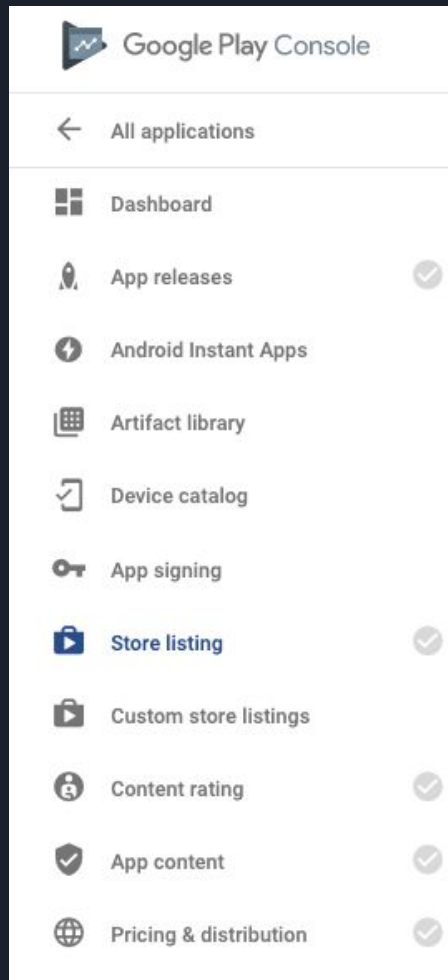 Google Play Console
All applications
Dashboard
App releases
Android Instant Apps
Artifact library
Device catalog
App signing
Store listing
Custom store listings
Content rating
App content
Pricing & distribution